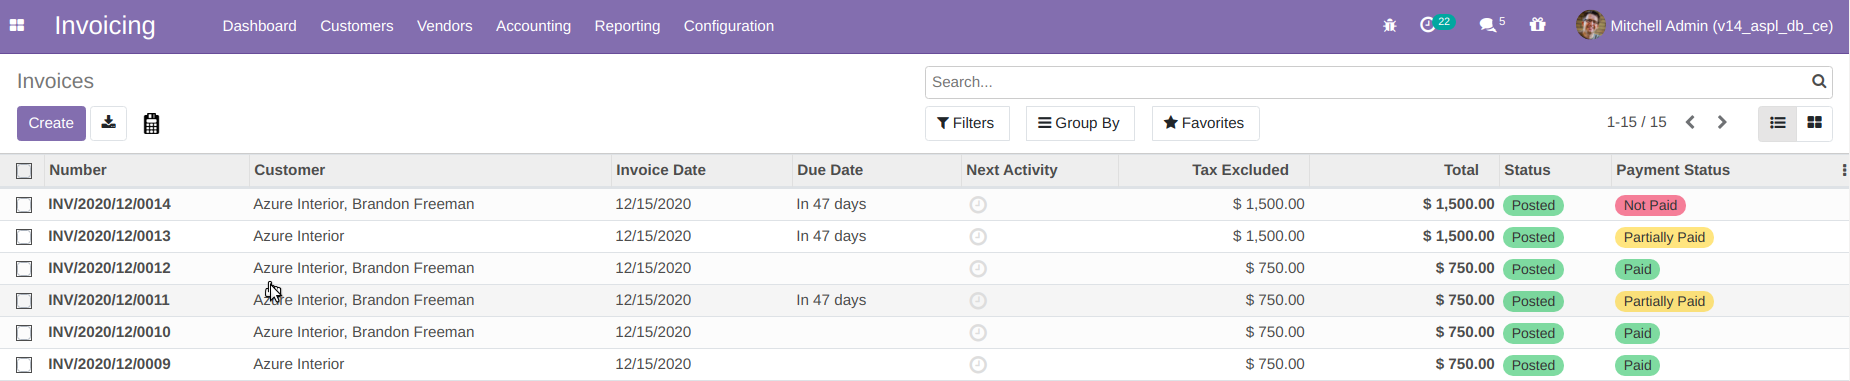 Invoicing Dashboard Customers Vendors Accounting Reporting Configuration 22 5 Mitchell Admin (v14_aspl_db_ce)
Invoices Search...
Create Filters Group By Favorites 1-15 / 15
Number Customer Invoice Date Due Date Next Activity Tax Excluded Total Status Payment Status
INV/2020/12/0014 Azure Interior, Brandon Freeman 12/15/2020 In 47 days $ 1,500.00 $ 1,500.00 Posted Not Paid
INV/2020/12/0013 Azure Interior 12/15/2020 In 47 days $ 1,500.00 $ 1,500.00 Posted Partially Paid
INV/2020/12/0012 Azure Interior, Brandon Freeman 12/15/2020 $ 750.00 $ 750.00 Posted Paid
INV/2020/12/0011 Azure Interior, Brandon Freeman 12/15/2020 In 47 days $ 750.00 $ 750.00 Posted Partially Paid
INV/2020/12/0010 Azure Interior, Brandon Freeman 12/15/2020 $ 750.00 $ 750.00 Posted Paid
INV/2020/12/0009 Azure Interior 12/15/2020 $ 750.00 $ 750.00 Posted Paid